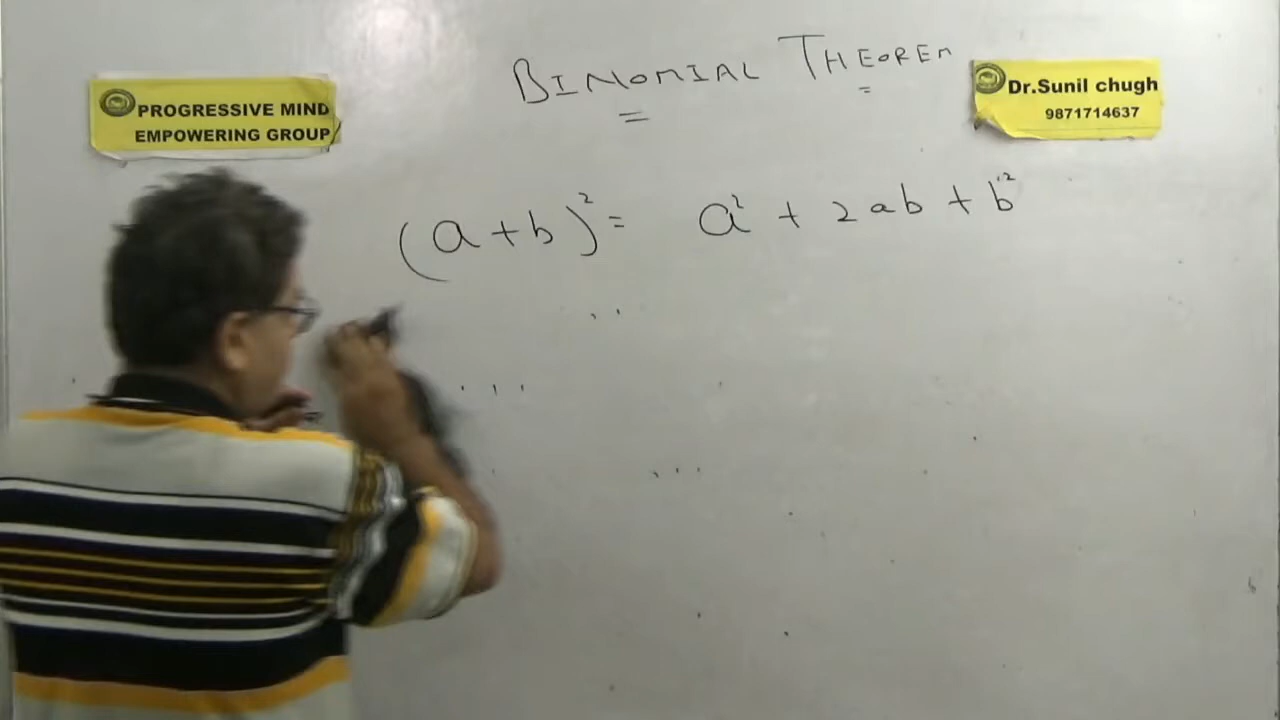 BINOMIAL THEOREM
PROGRESSIVE MIND
EMPOWERING GROUP
Dr.Sunil chugh
9871714637
(a+b)² = a² + 2ab + b²